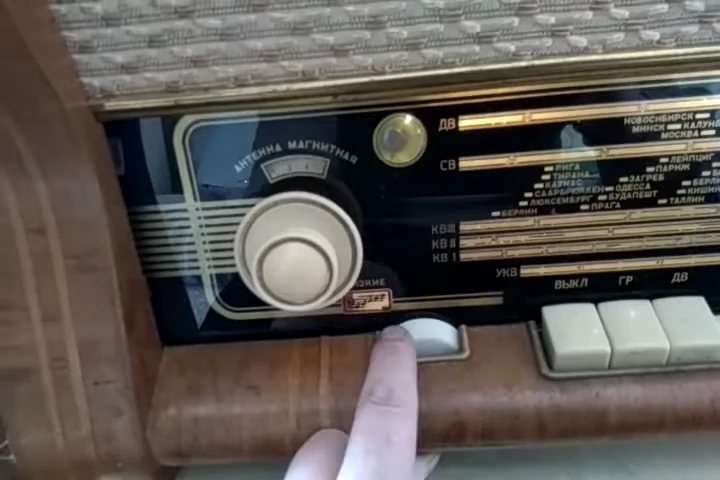 АНТЕННА МАГНИТНАЯ
ДВ
НОВОСИБИРСК
МИНСК
МОСКВА
СВ
РИГА
ЛЕЙПЦИГ
ТИРАНА
ПАРИЖ
ЗАГРЕБ
СААРБРЮККЕН
ОДЕССА
ЛЮКСЕМБУРГ
БУДАПЕШТ
БЕРЛИН
ПРАГА
ТАЛЛИН
КВ III
КВ II
КВ I
УКВ
ВЫКЛ
ГР
ДВ